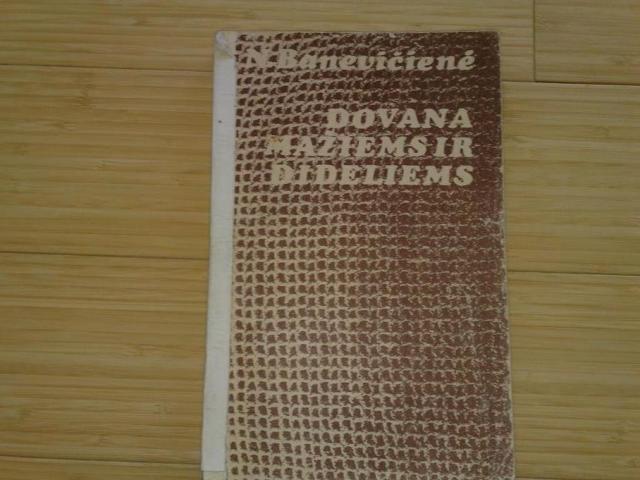 N. Banevičienė
DOVANA
MAŽIEMS IR
DIDELIEMS